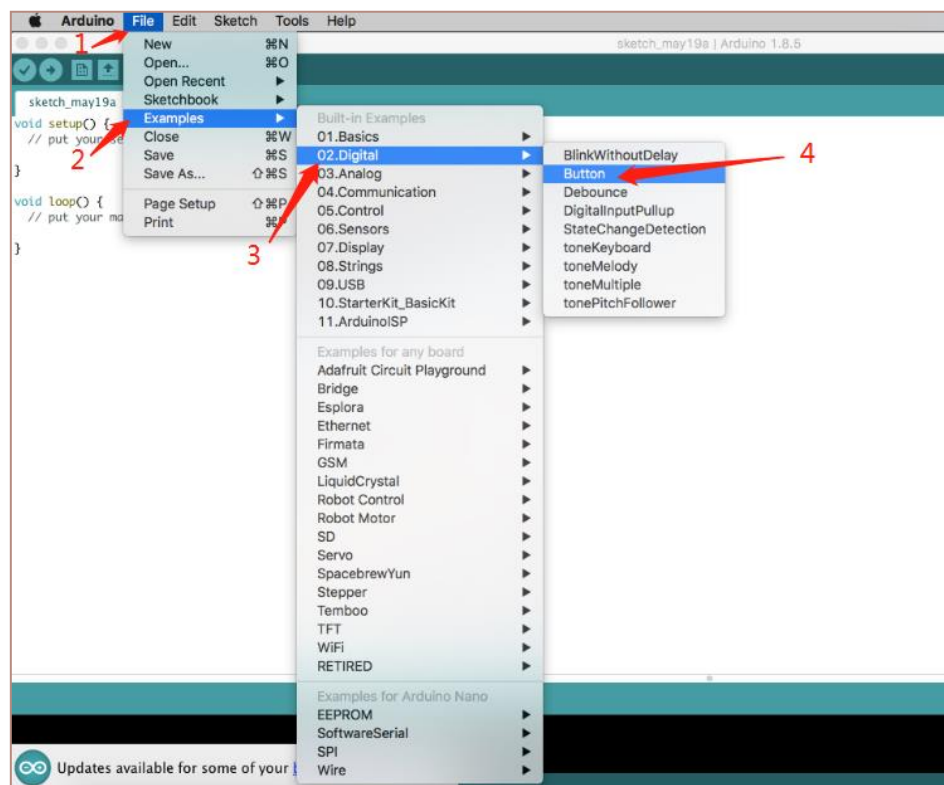 Arduino File Edit Sketch Tools Help
1
sketch_may19a | Arduino 1.8.5
New ⌘N
Open... ⌘O
Open Recent
Sketchbook
Examples
Close ⌘W
Save ⌘S
Save As... ⇧⌘S
Page Setup ⇧⌘P
Print
sketch_may19a
void setup() {
// put your se
}
void loop() {
// put your ma
}
2
3
4
Built-in Examples
01.Basics
02.Digital
03.Analog
04.Communication
05.Control
06.Sensors
07.Display
08.Strings
09.USB
10.StarterKit_BasicKit
11.ArduinoISP
Examples for any board
Adafruit Circuit Playground
Bridge
Esplora
Ethernet
Firmata
GSM
LiquidCrystal
Robot Control
Robot Motor
SD
Servo
SpacebrewYun
Stepper
Temboo
TFT
WiFi
RETIRED
Examples for Arduino Nano
EEPROM
SoftwareSerial
SPI
Wire
BlinkWithoutDelay
Button
Debounce
DigitalInputPullup
StateChangeDetection
toneKeyboard
toneMelody
toneMultiple
tonePitchFollower
Updates available for some of your